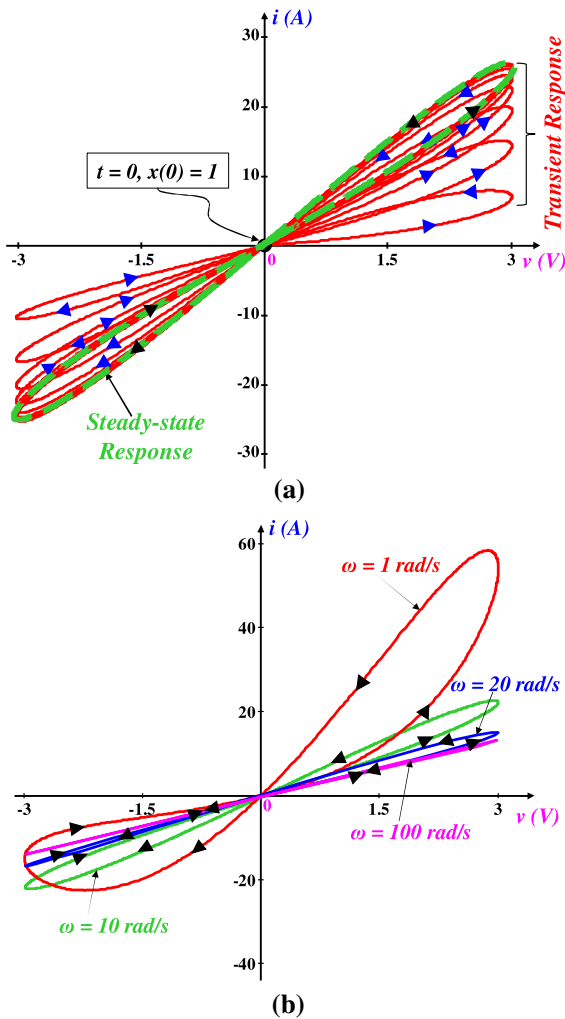 i (A)
30
20
10
t = 0, x(0) = 1
Transient Response
-3
-1.5
0
1.5
3
v (V)
-10
-20
-30
Steady-state
Response
(a)
i (A)
60
ω = 1 rad/s
40
ω = 20 rad/s
20
-3
-1.5
0
1.5
3
v (V)
ω = 100 rad/s
-20
ω = 10 rad/s
-40
(b)